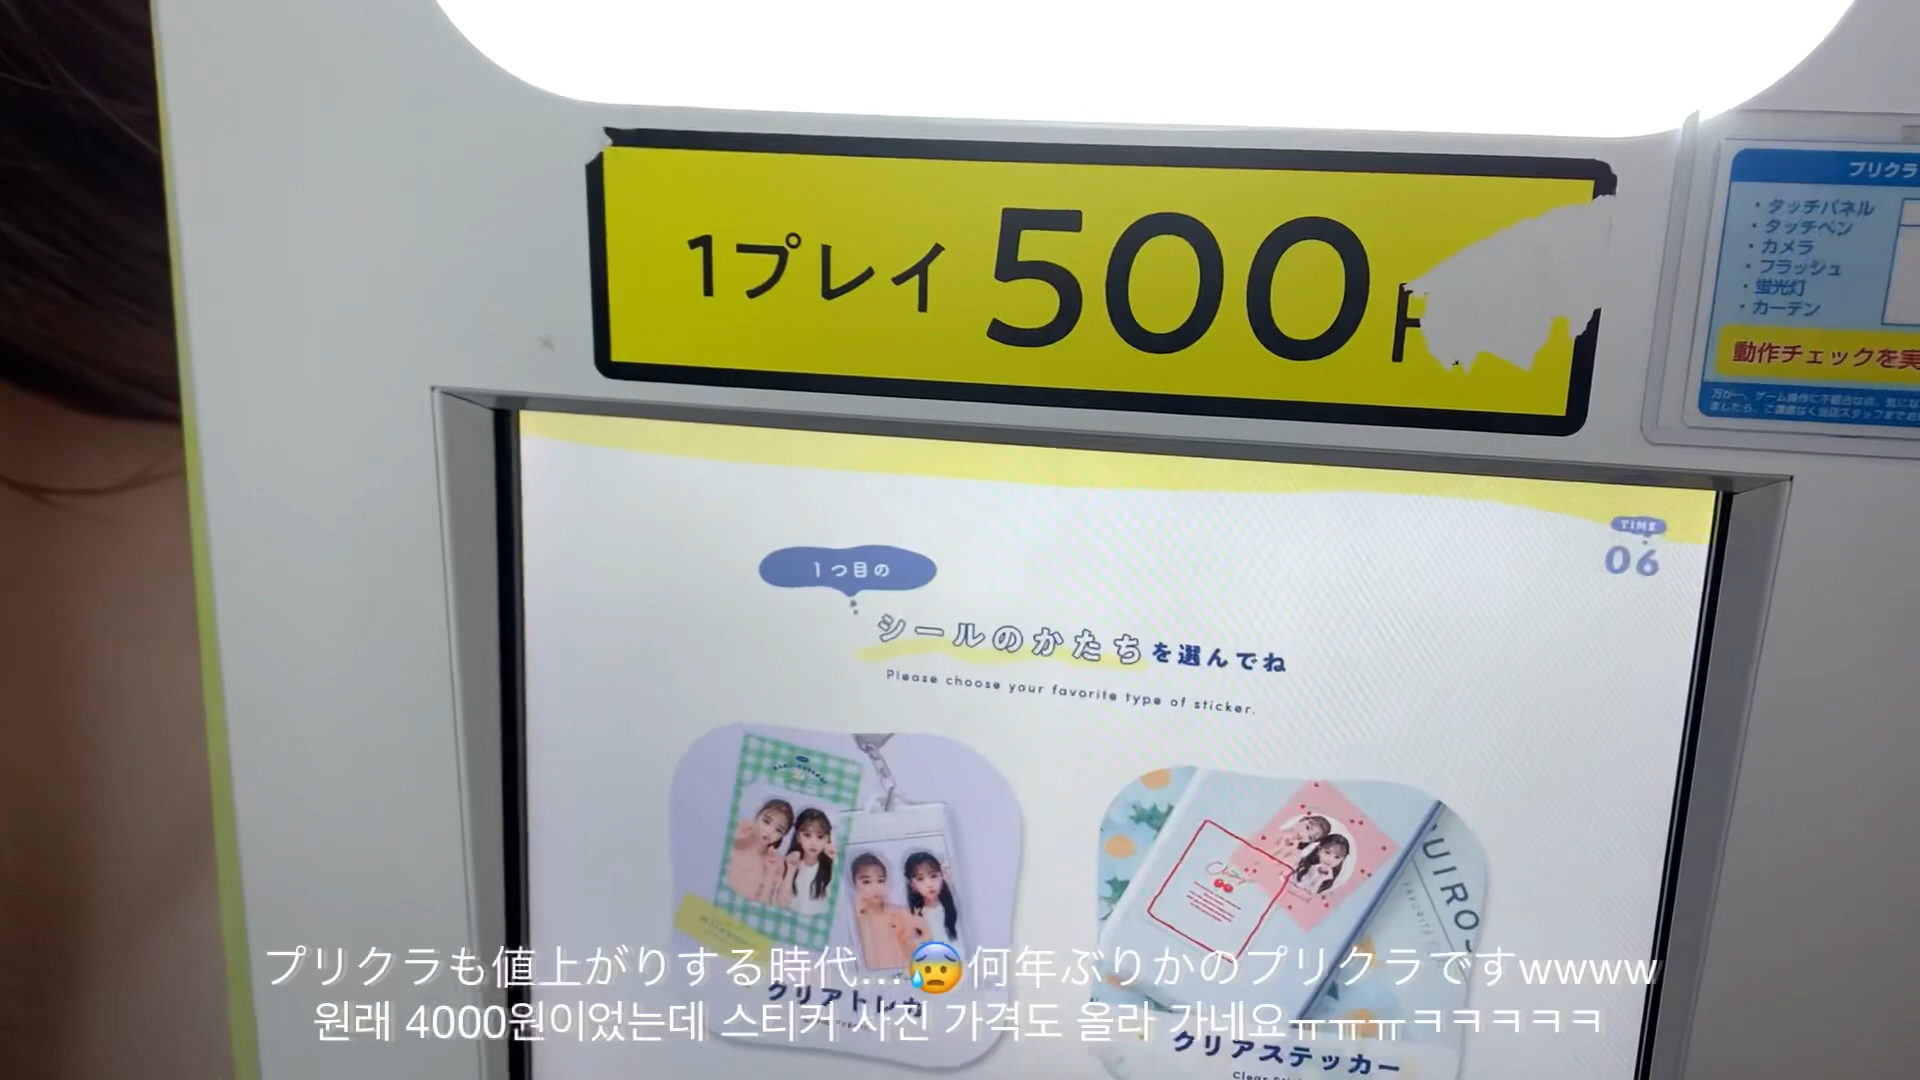 1プレイ 500
プリクラ
・タッチパネル
・タッチペン
・カメラ
・フラッシュ
・蛍光灯
・カーテン
動作チェックを実
TIME
06
1つ目の
シールのかたちを選んでね
Please choose your favorite type of sticker.
クリアトレカ
クリアステッカー
プリクラも値上がりする時代...😰何年ぶりかのプリクラですwwww
원래 4000원이었는데 스티커 사진 가격도 올라 가네요ㅠㅠㅠㅋㅋㅋㅋㅋ